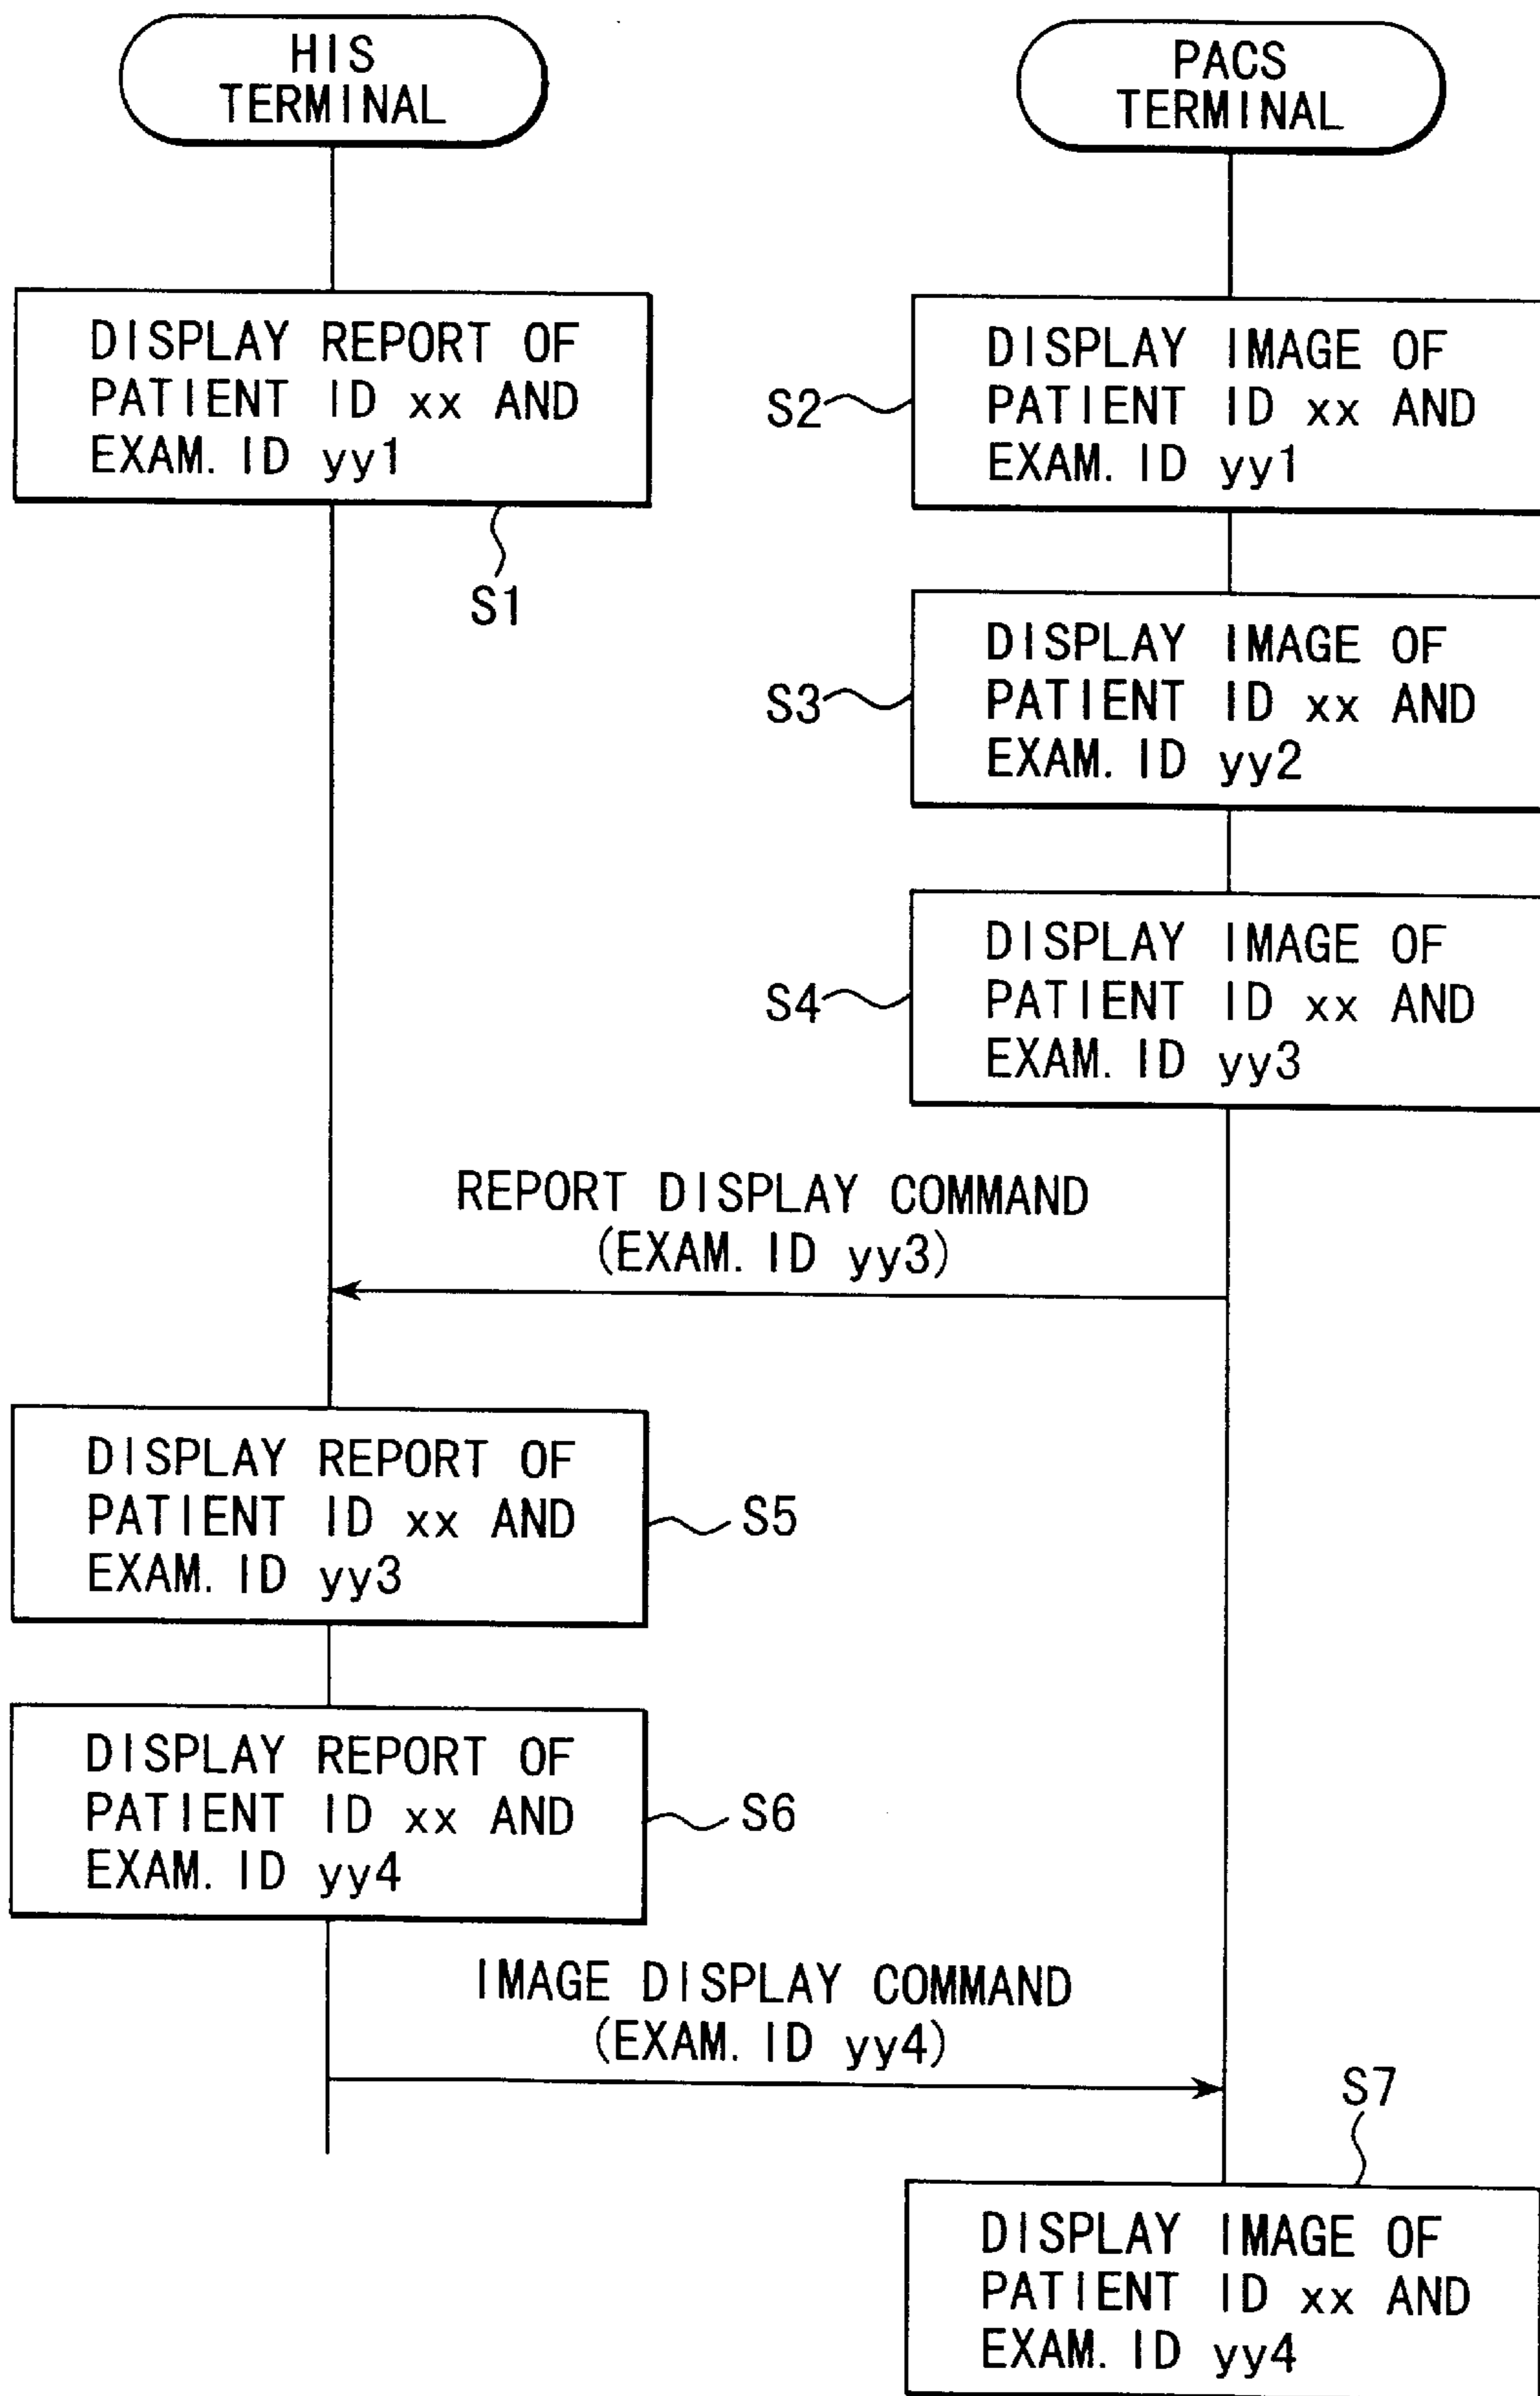 HIS
TERMINAL
PACS
TERMINAL
DISPLAY REPORT OF
PATIENT ID xx AND
EXAM. ID yy1
S1
S2
DISPLAY IMAGE OF
PATIENT ID xx AND
EXAM. ID yy1
S3
DISPLAY IMAGE OF
PATIENT ID xx AND
EXAM. ID yy2
S4
DISPLAY IMAGE OF
PATIENT ID xx AND
EXAM. ID yy3
REPORT DISPLAY COMMAND
(EXAM. ID yy3)
DISPLAY REPORT OF
PATIENT ID xx AND
EXAM. ID yy3
S5
DISPLAY REPORT OF
PATIENT ID xx AND
EXAM. ID yy4
S6
IMAGE DISPLAY COMMAND
(EXAM. ID yy4)
S7
DISPLAY IMAGE OF
PATIENT ID xx AND
EXAM. ID yy4